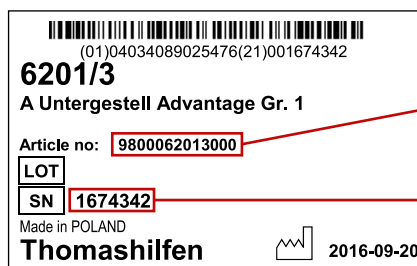 (01)04034089025476(21)001674342
6201/3
A Untergestell Advantage Gr. 1
Article no: 9800062013000
LOT
SN 1674342
Made in POLAND
Thomashilfen 2016-09-20